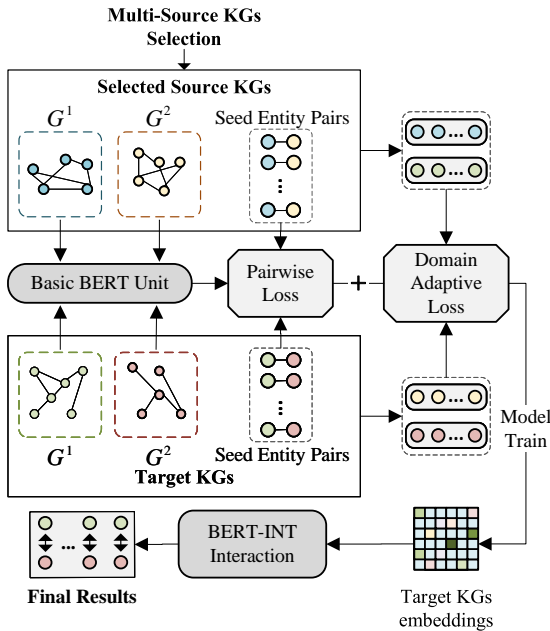 Multi-Source KGs
Selection
Selected Source KGs
G¹
G²
Seed Entity Pairs
Basic BERT Unit
Pairwise
Loss
+
Domain
Adaptive
Loss
G¹
G²
Seed Entity Pairs
Target KGs
Model
Train
BERT-INT
Interaction
Final Results
Target KGs
embeddings